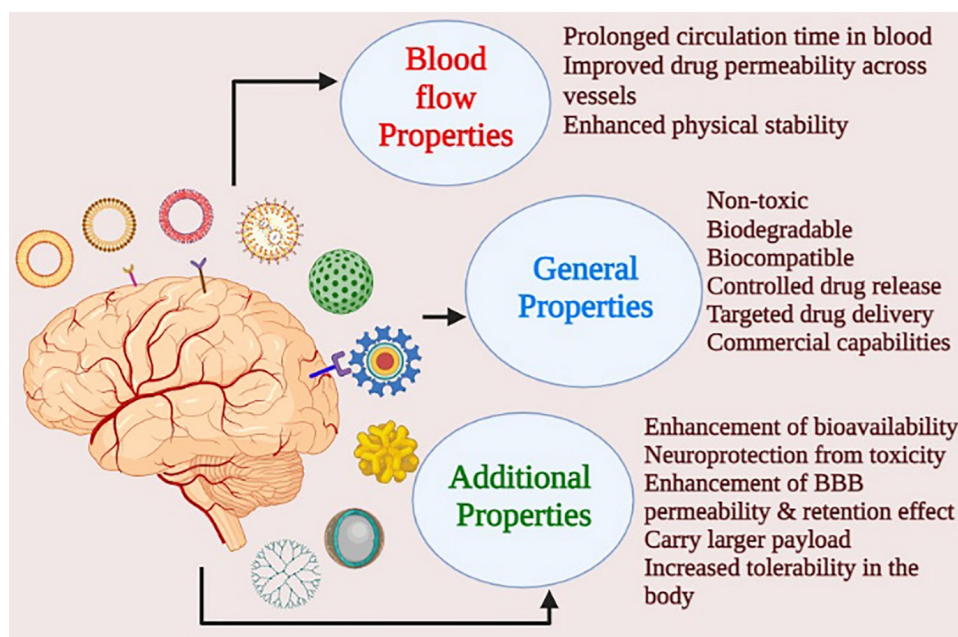 Blood
flow
Properties
Prolonged circulation time in blood
Improved drug permeability across
vessels
Enhanced physical stability
General
Properties
Non-toxic
Biodegradable
Biocompatible
Controlled drug release
Targeted drug delivery
Commercial capabilities
Additional
Properties
Enhancement of bioavailability
Neuroprotection from toxicity
Enhancement of BBB
permeability & retention effect
Carry larger payload
Increased tolerability in the
body